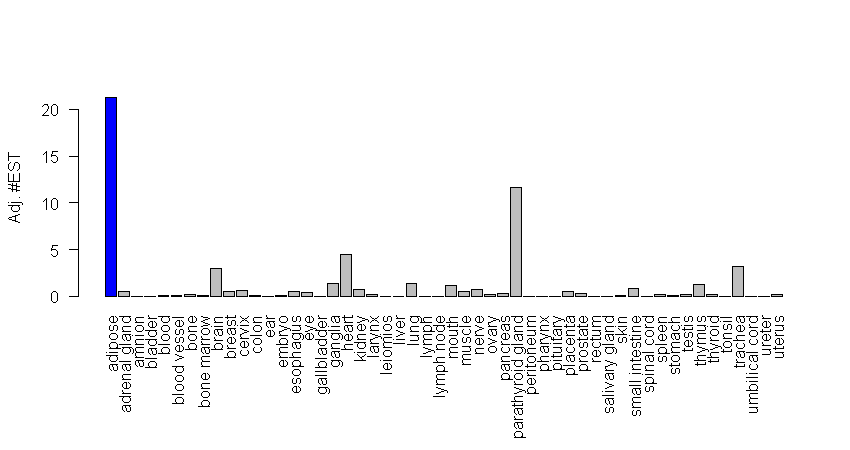 Adj. #EST
20
15
10
5
0
adipose
adrenal gland
amnion
bladder
blood
blood vessel
bone
bone marrow
brain
breast
cervix
colon
ear
embryo
esophagus
eye
gallbladder
ganglia
heart
kidney
larynx
leiomios
liver
lung
lymph
lymph node
mouth
muscle
nerve
ovary
pancreas
parathyroid gland
peritoneum
pharynx
pituitary
placenta
prostate
rectum
salivary gland
skin
small intestine
spinal cord
spleen
stomach
testis
thymus
thyroid
tonsil
trachea
umbilical cord
ureter
uterus